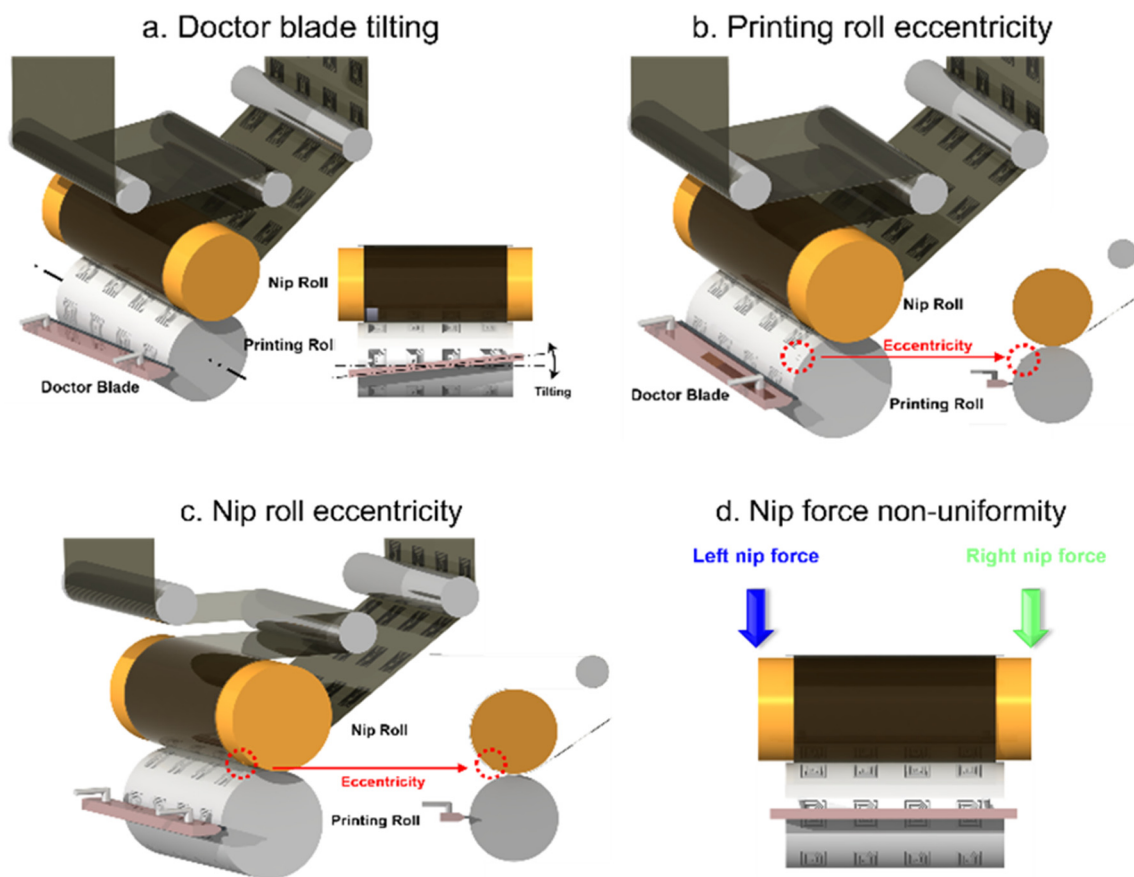 a. Doctor blade tilting
Nip Roll
Printing Roll
Doctor Blade
Tilting
b. Printing roll eccentricity
Nip Roll
Eccentricity
Doctor Blade
Printing Roll
c. Nip roll eccentricity
Nip Roll
Eccentricity
Printing Roll
d. Nip force non-uniformity
Left nip force
Right nip force